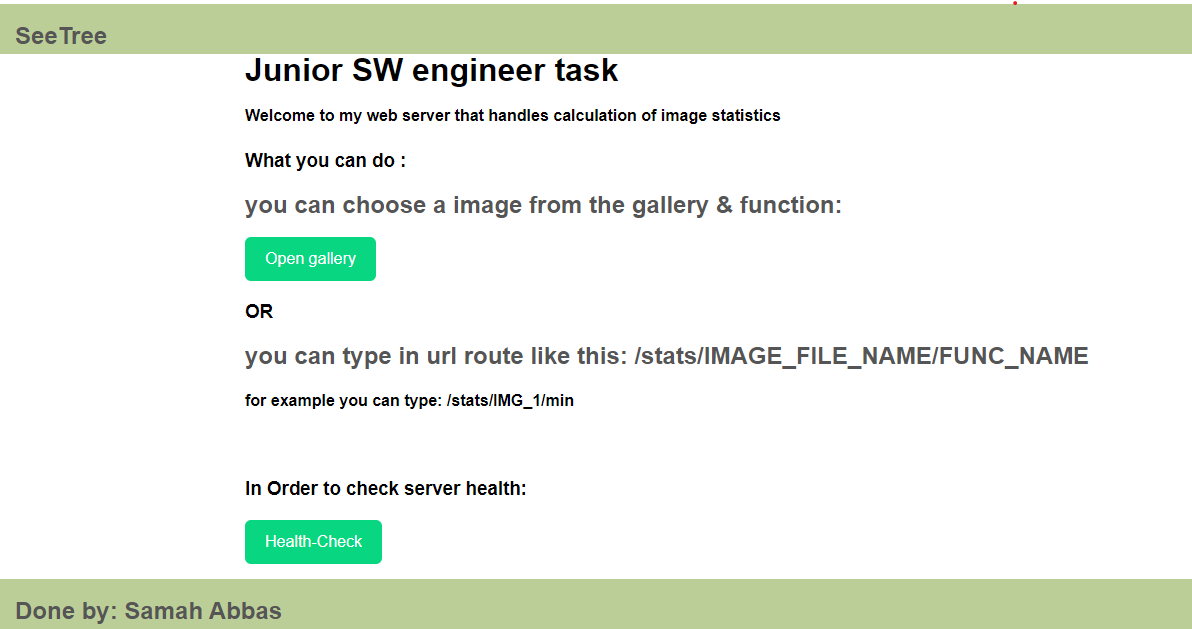 SeeTree
Junior SW engineer task
Welcome to my web server that handles calculation of image statistics
What you can do :
you can choose a image from the gallery & function:
Open gallery
OR
you can type in url route like this: /stats/IMAGE_FILE_NAME/FUNC_NAME
for example you can type: /stats/IMG_1/min
In Order to check server health:
Health-Check
Done by: Samah Abbas